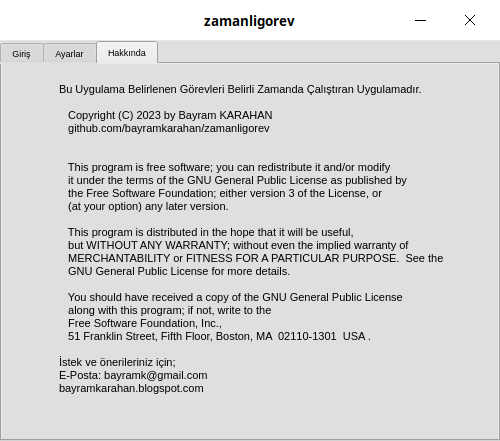 zamanligorev
Giriş
Ayarlar
Hakkında
Bu Uygulama Belirlenen Görevleri Belirli Zamanda Çalıştıran Uygulamadır.
Copyright (C) 2023 by Bayram KARAHAN
github.com/bayramkarahan/zamanligorev
This program is free software; you can redistribute it and/or modify
it under the terms of the GNU General Public License as published by
the Free Software Foundation; either version 3 of the License, or
(at your option) any later version.
This program is distributed in the hope that it will be useful,
but WITHOUT ANY WARRANTY; without even the implied warranty of
MERCHANTABILITY or FITNESS FOR A PARTICULAR PURPOSE.  See the
GNU General Public License for more details.
You should have received a copy of the GNU General Public License
along with this program; if not, write to the
Free Software Foundation, Inc.,
51 Franklin Street, Fifth Floor, Boston, MA  02110-1301  USA .
İstek ve önerileriniz için;
E-Posta: bayramk@gmail.com
bayramkarahan.blogspot.com